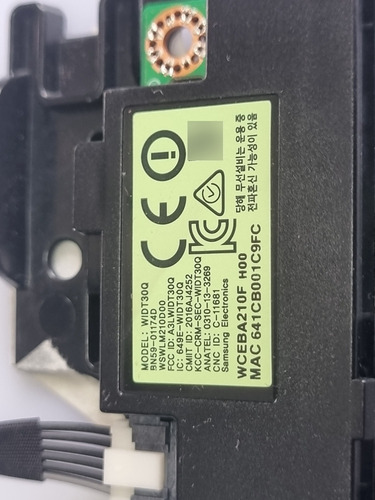 MODEL : WIDT30Q
BN59-01174D
WSWLM210D00
FCC ID: A3LWIDT30Q
IC: 649E-WIDT30Q
CMIIT ID: 2016AJ4252
KCC-CRM-SEC-WIDT30Q
ANATEL: 0310-13-3269
CNC ID: C-11681
Samsung Electronics
WCEBA210F H00
MAC 641CB001C9FC
당해 무선설비는 운용 중
전파혼신 가능성이 있음